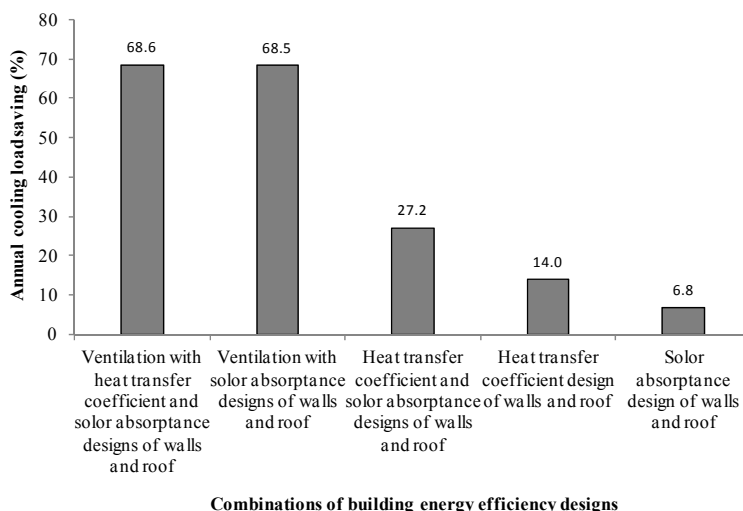 Annual cooling load saving (%)
80
70
60
50
40
30
20
10
0
68.6
68.5
27.2
14.0
6.8
Ventilation with
heat transfer
coefficient and
solor absorptance
designs of walls
and roof
Ventilation with
solor absorptance
designs of walls
and roof
Heat transfer
coefficient and
solor absorptance
designs of walls
and roof
Heat transfer
coefficient design
of walls and roof
Solor
absorptance
design of walls
and roof
Combinations of building energy efficiency designs